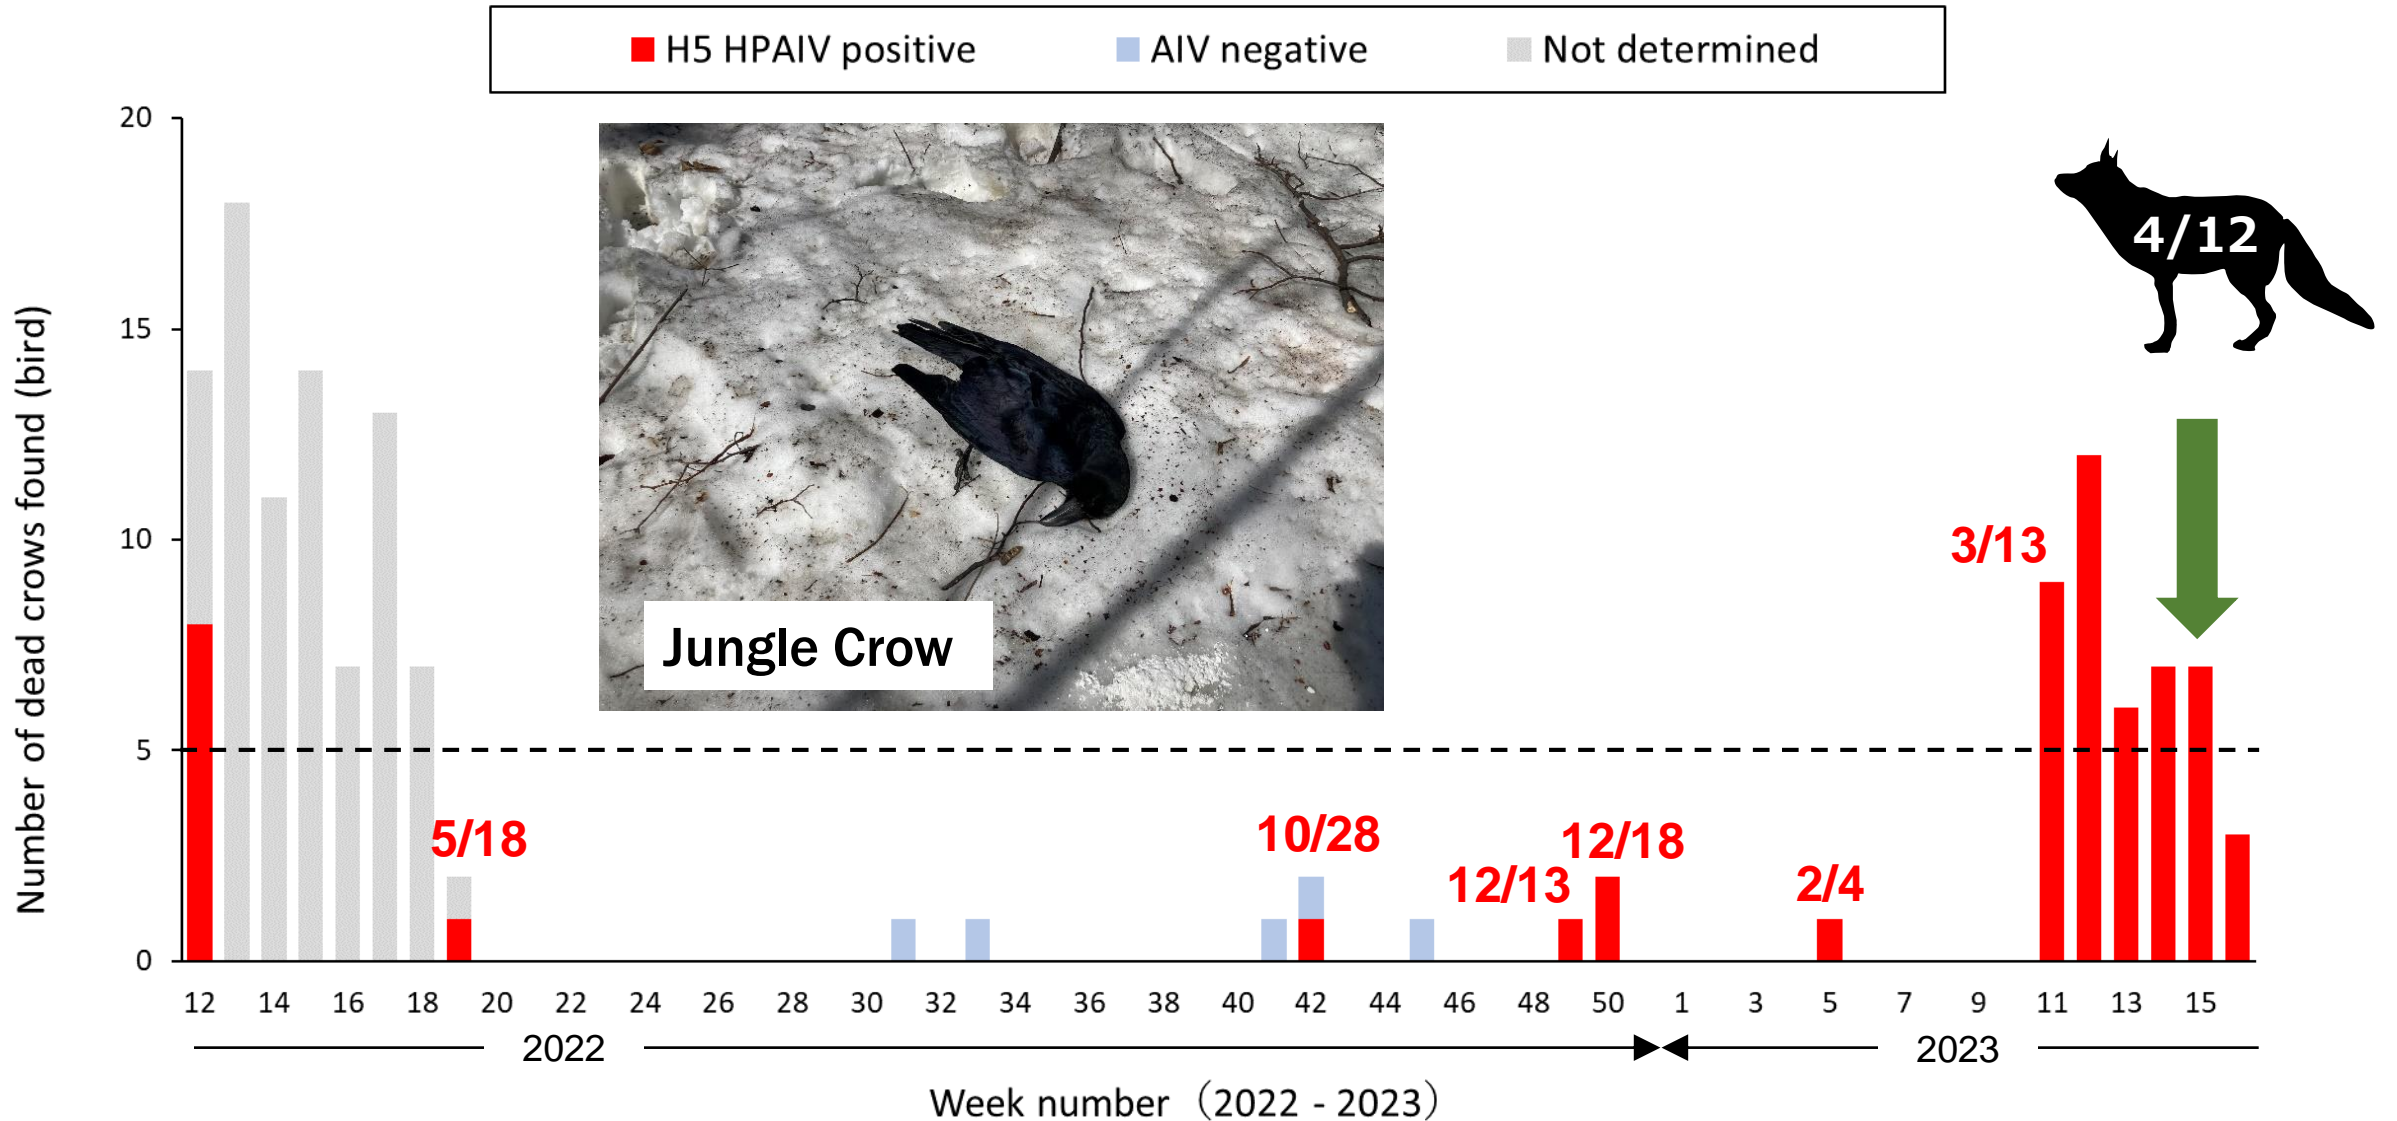 H5 HPAIV positive
AIV negative
Not determined
Number of dead crows found (bird)
20
15
10
5
0
Jungle Crow
4/12
3/13
5/18
10/28
12/13
12/18
2/4
12 14 16 18 20 22 24 26 28 30 32 34 36 38 40 42 44 46 48 50 1 3 5 7 9 11 13 15
2022
2023
Week number（2022 - 2023）